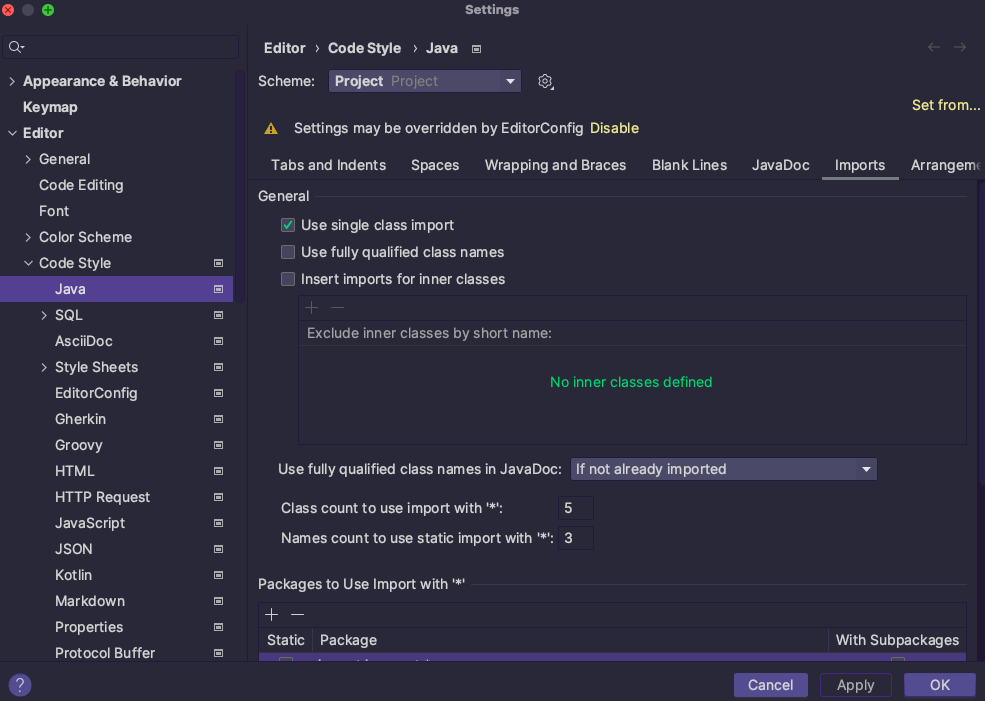 Settings
Editor › Code Style › Java
Scheme: Project Project
Set from...
Settings may be overridden by EditorConfig Disable
Tabs and Indents Spaces Wrapping and Braces Blank Lines JavaDoc Imports Arrangeme
Appearance & Behavior
Keymap
Editor
General
Code Editing
Font
Color Scheme
Code Style
Java
SQL
AsciiDoc
Style Sheets
EditorConfig
Gherkin
Groovy
HTML
HTTP Request
JavaScript
JSON
Kotlin
Markdown
Properties
Protocol Buffer
General
Use single class import
Use fully qualified class names
Insert imports for inner classes
Exclude inner classes by short name:
No inner classes defined
Use fully qualified class names in JavaDoc: If not already imported
Class count to use import with '*': 5
Names count to use static import with '*': 3
Packages to Use Import with '*'
Static Package With Subpackages
? Cancel Apply OK